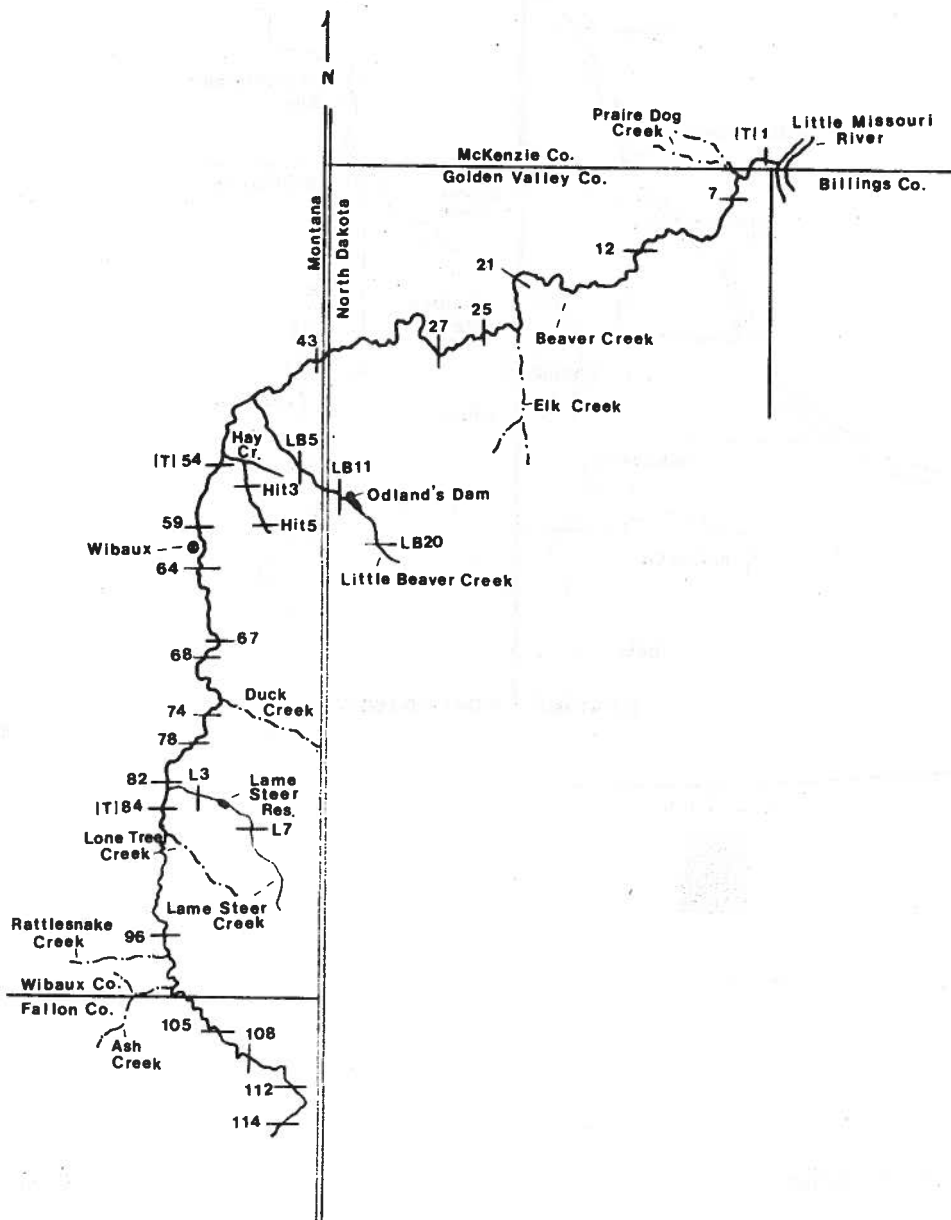 N
Praire Dog
Creek
(T)1
Little Missouri
River
McKenzie Co.
Golden Valley Co.
Billings Co.
7
Montana
North Dakota
12
21
25
27
Beaver Creek
43
Elk Creek
Hay
Cr.
LB5
(T)54
LB11
Hit3
Odland's Dam
59
Hit5
Wibaux
LB20
64
Little Beaver Creek
67
68
Duck
Creek
74
78
82
L3
Lame
Steer
Res.
(T)84
L7
Lone Tree
Creek
Lame Steer
Creek
Rattlesnake
Creek
96
Wibaux Co.
Fallon Co.
105
108
Ash
Creek
112
114